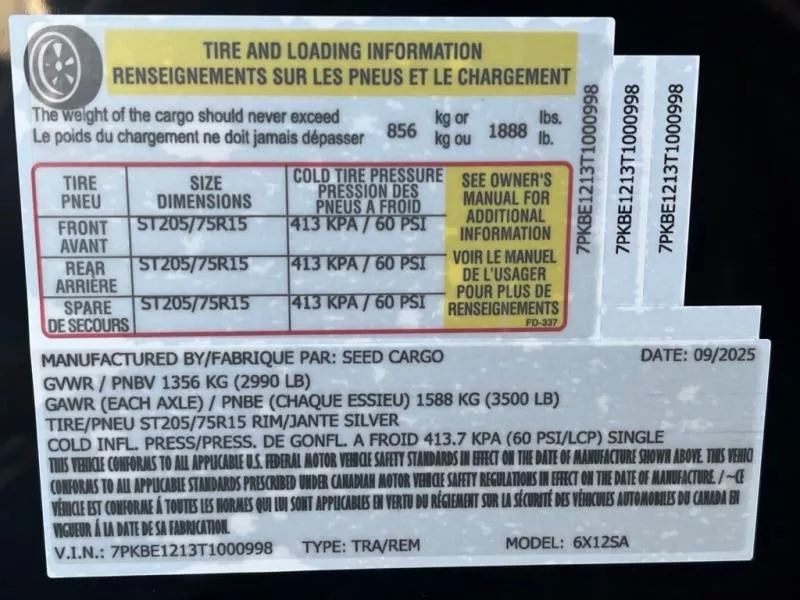 TIRE AND LOADING INFORMATION
RENSEIGNEMENTS SUR LES PNEUS ET LE CHARGEMENT
The weight of the cargo should never exceed 856 kg or 1888 lbs.
Le poids du chargement ne doit jamais dépasser kg ou lb.
TIRE PNEU
SIZE DIMENSIONS
COLD TIRE PRESSURE
PRESSION DES
PNEUS A FROID
FRONT AVANT ST205/75R15 413 KPA / 60 PSI
REAR ARRIÈRE ST205/75R15 413 KPA / 60 PSI
SPARE DE SECOURS ST205/75R15 413 KPA / 60 PSI
SEE OWNER'S
MANUAL FOR
ADDITIONAL
INFORMATION
VOIR LE MANUEL
DE L'USAGER
POUR PLUS DE
RENSEIGNEMENTS
FD-337
7PKBE1213T1000998
7PKBE1213T1000998
7PKBE1213T1000998
MANUFACTURED BY/FABRIQUE PAR: SEED CARGO DATE: 09/2025
GVWR / PNBV 1356 KG (2990 LB)
GAWR (EACH AXLE) / PNBE (CHAQUE ESSIEU) 1588 KG (3500 LB)
TIRE/PNEU ST205/75R15 RIM/JANTE SILVER
COLD INFL. PRESS/PRESS. DE GONFL. A FROID 413.7 KPA (60 PSI/LCP) SINGLE
THIS VEHICLE CONFORMS TO ALL APPLICABLE U.S. FEDERAL MOTOR VEHICLE SAFETY STANDARDS IN EFFECT ON THE DATE OF MANUFACTURE SHOWN ABOVE. THIS VEHIC
CONFORMS TO ALL APPLICABLE STANDARDS PRESCRIBED UNDER CANADIAN MOTOR VEHICLE SAFETY REGULATIONS IN EFFECT ON THE DATE OF MANUFACTURE. / ~CE
VÉHICLE EST CONFORME À TOUTES LES NORMES QUI LUI SONT APPLICABLES EN VERTU DU RÉGLEMENT SUR LA SÉCURITÉ DES VÉHICULES AUTOMOBILES DU CANADA EN
VIGUEUR À LA DATE DE SA FABRICATION.
V.I.N.: 7PKBE1213T1000998 TYPE: TRA/REM MODEL: 6X12SA